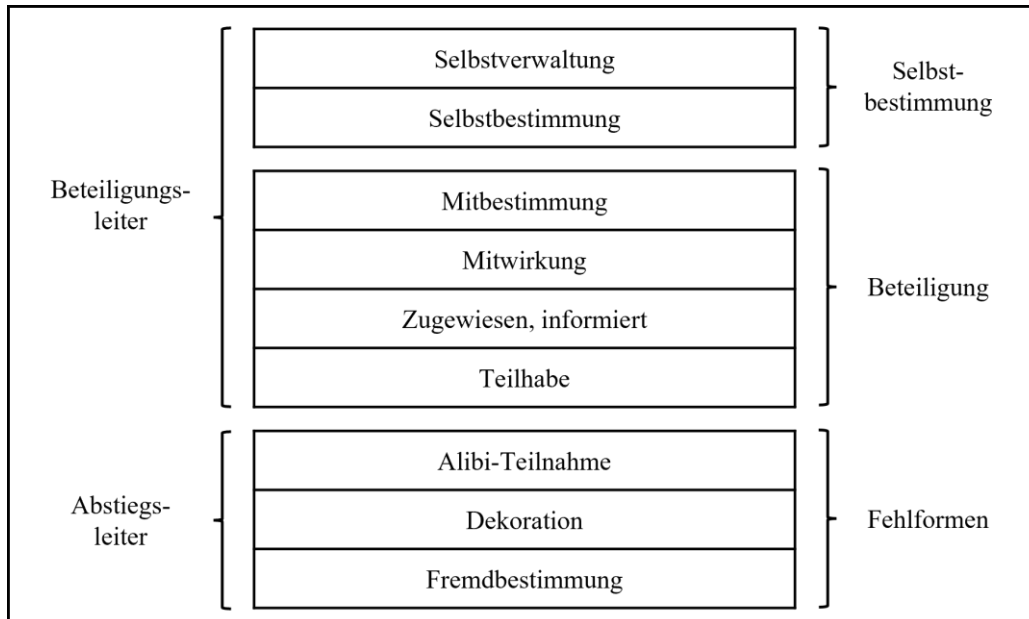 Selbstverwaltung
Selbstbestimmung
Selbst-
bestimmung
Beteiligungs-
leiter
Mitbestimmung
Mitwirkung
Zugewiesen, informiert
Teilhabe
Beteiligung
Abstiegs-
leiter
Alibi-Teilnahme
Dekoration
Fremdbestimmung
Fehlformen